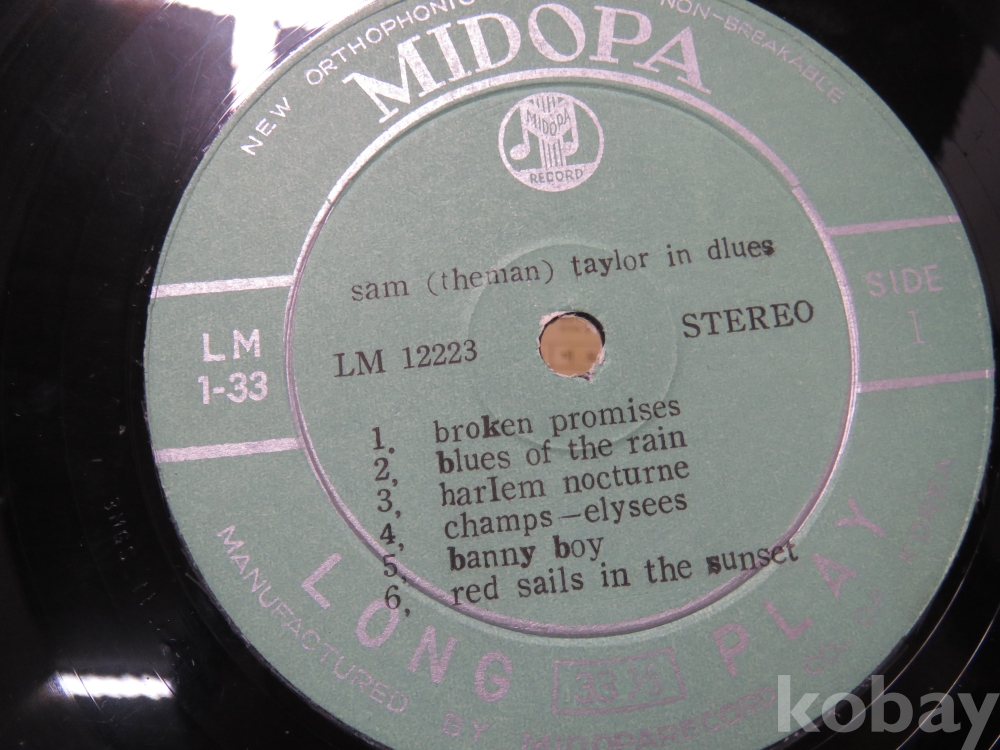 NEW ORTHOPHONIC
NON-BREAKABLE
MIDOPA
MIDOPA
RECORD
sam (theman) taylor in dlues
LM 12223
STEREO
LM
1-33
SIDE
1
1. broken promises
2, blues of the rain
3, harlem nocturne
4, champs-elysees
5, banny boy
6, red sails in the sunset
LONG 33⅓ PLAY
MANUFACTURED BY MIDOPARECORD CO.
kobay